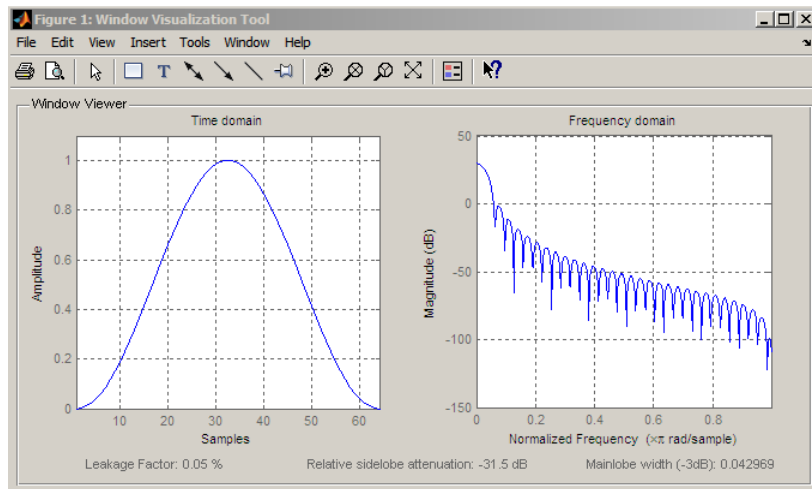 Figure 1: Window Visualization Tool
File Edit View Insert Tools Window Help
Window Viewer
Time domain
1
0.8
0.6
0.4
0.2
0
10 20 30 40 50 60
Amplitude
Samples
Frequency domain
50
0
-50
-100
-150
0 0.2 0.4 0.6 0.8
Magnitude (dB)
Normalized Frequency (×π rad/sample)
Leakage Factor: 0.05 % Relative sidelobe attenuation: -31.5 dB Mainlobe width (-3dB): 0.042969